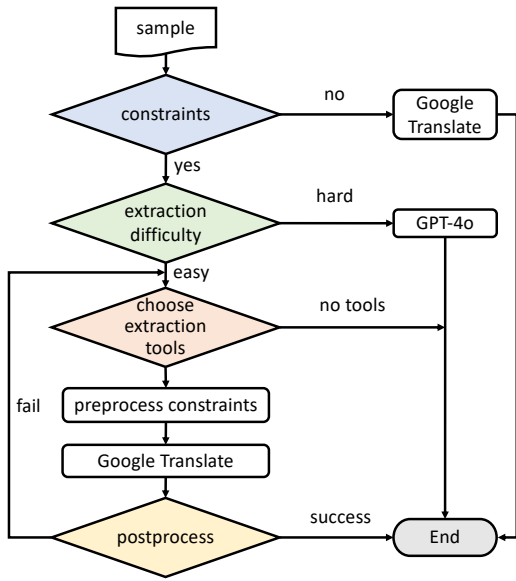 sample
constraints
no
Google
Translate
yes
extraction
difficulty
hard
GPT-4o
easy
choose
extraction
tools
no tools
preprocess constraints
fail
Google Translate
postprocess
success
End